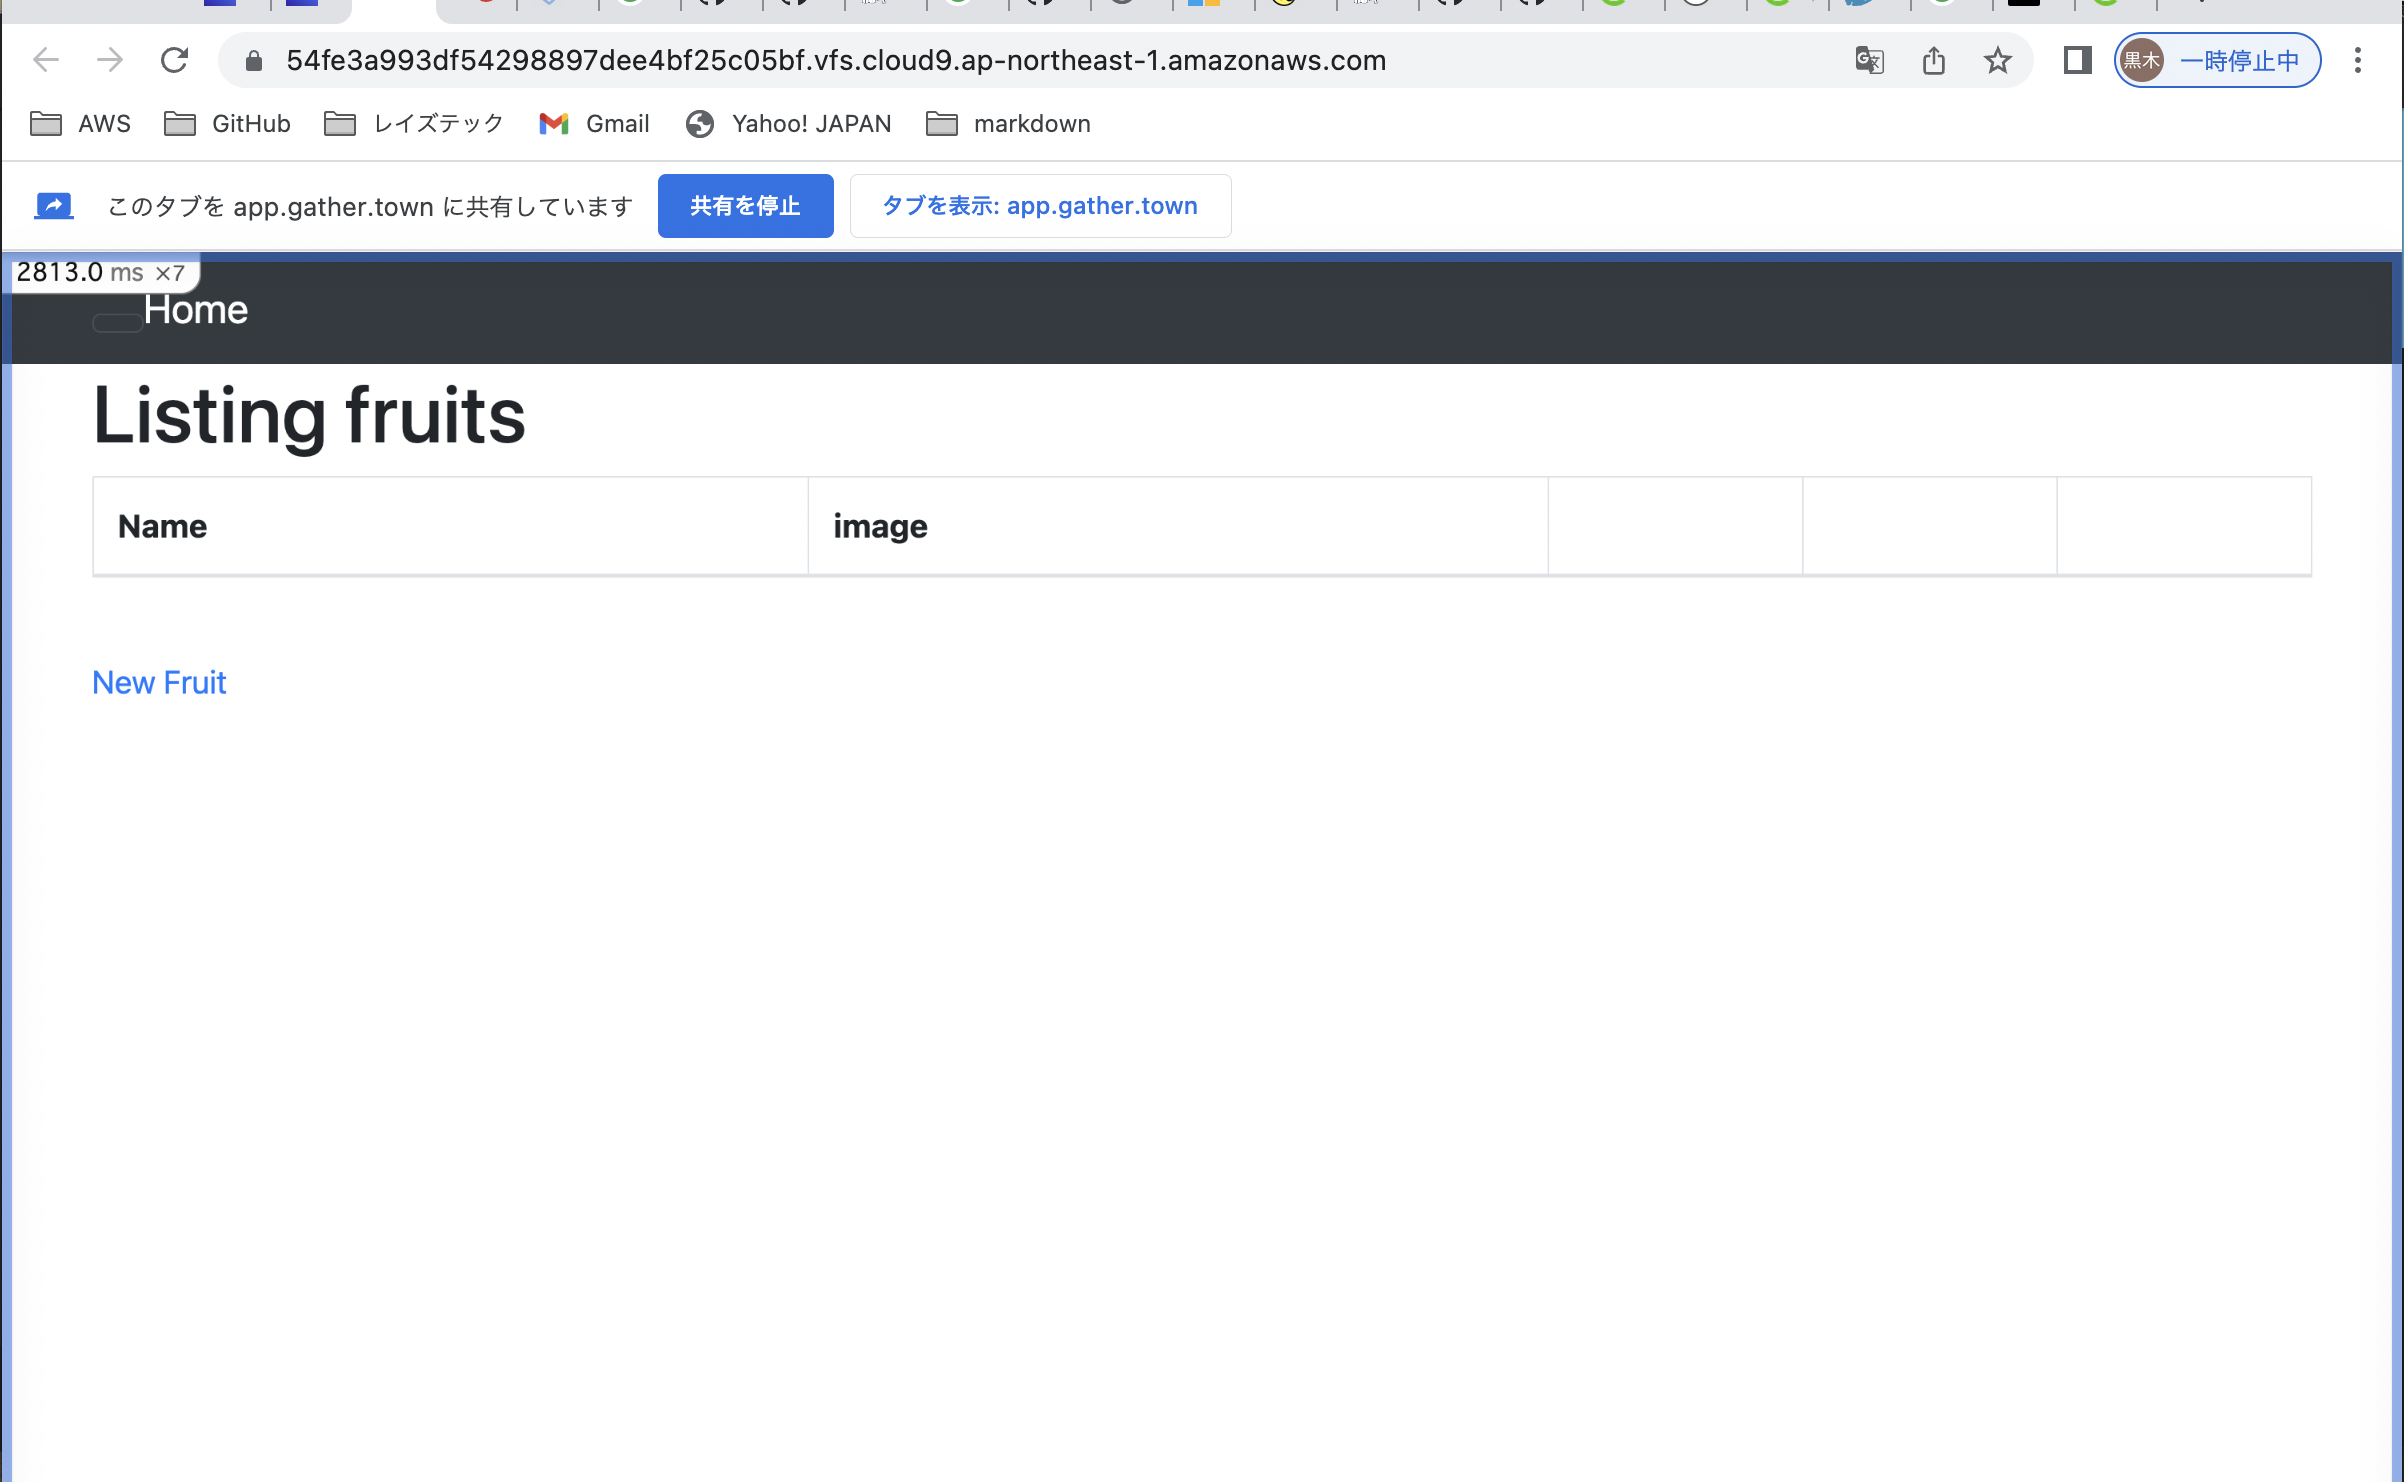 54fe3a993df54298897dee4bf25c05bf.vfs.cloud9.ap-northeast-1.amazonaws.com
黒木 一時停止中
AWS GitHub レイズテック Gmail Yahoo! JAPAN markdown
このタブを app.gather.town に共有しています 共有を停止 タブを表示: app.gather.town
2813.0 ms ×7
Home
Listing fruits
Name image
New Fruit